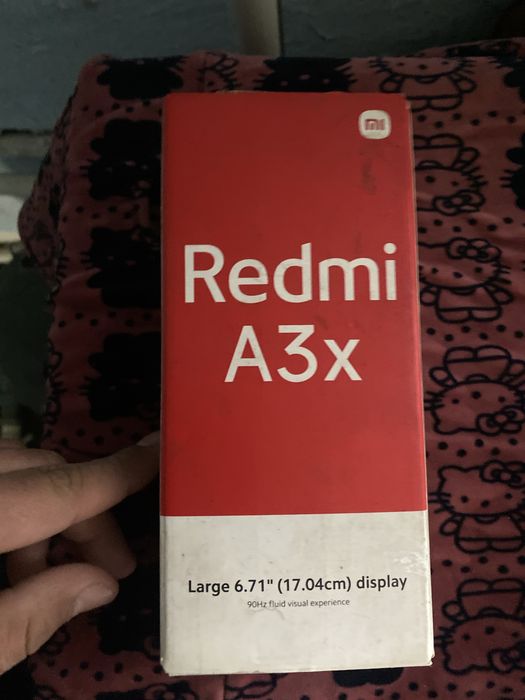 mi
Redmi
A3x
Large 6.71" (17.04cm) display
90Hz fluid visual experience